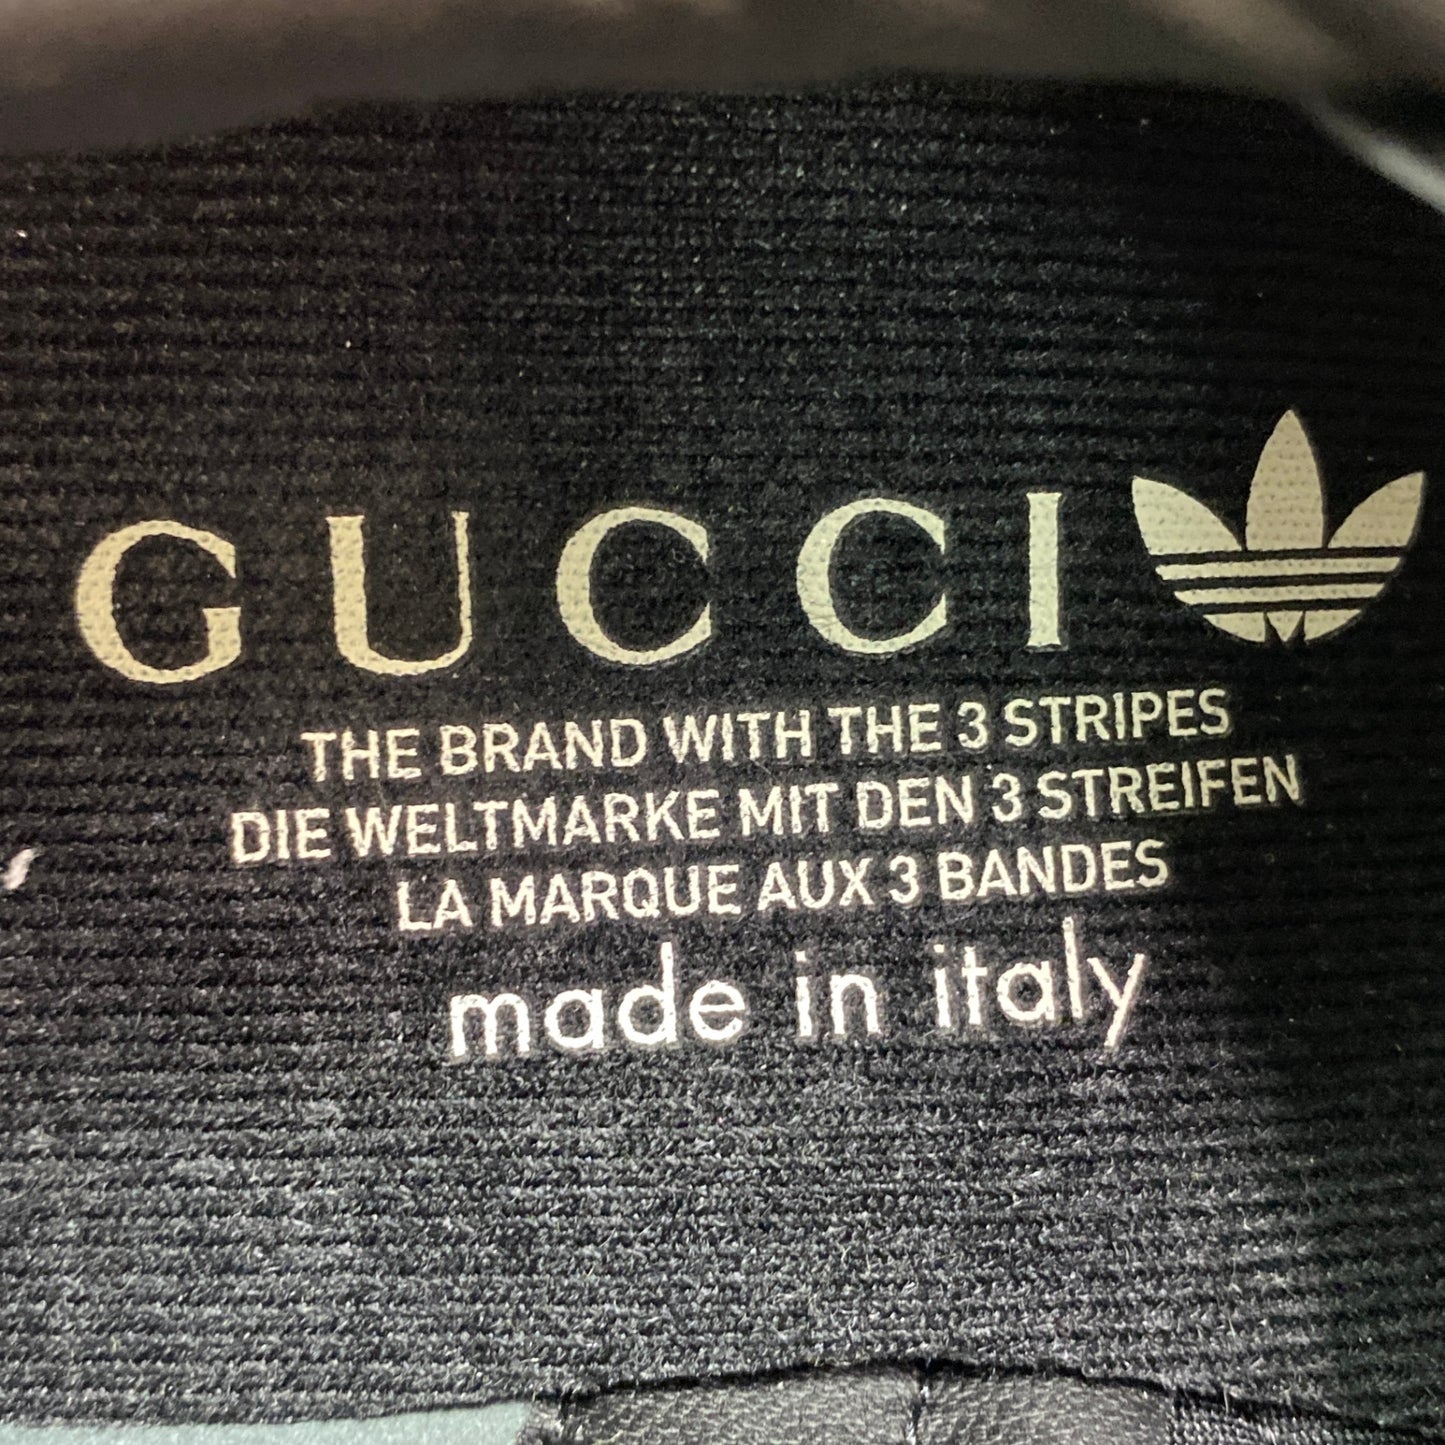 GUCCI
THE BRAND WITH THE 3 STRIPES
DIE WELTMARKE MIT DEN 3 STREIFEN
LA MARQUE AUX 3 BANDES
made in italy